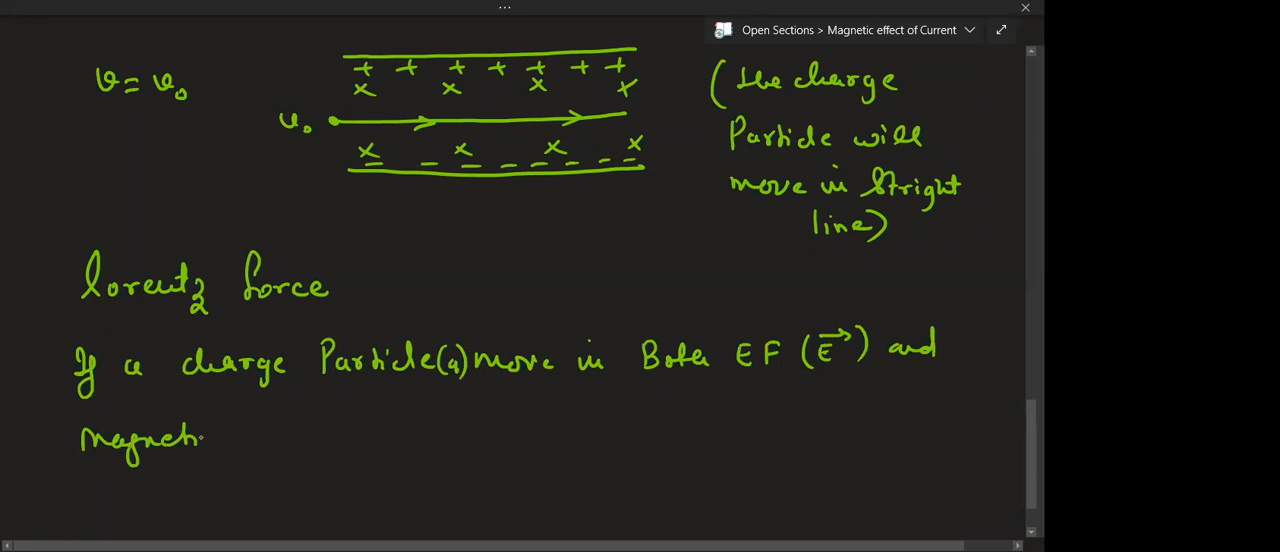 Open Sections > Magnetic effect of Current
v = v₀
+ + + + + + +
x x x x
v₀
x x x x
– – – – – – – –
(the charge
Particle will
move in Stright
line)
lorentz force
If a charge Particle(q) move in Both EF (E⃗) and
Magneti